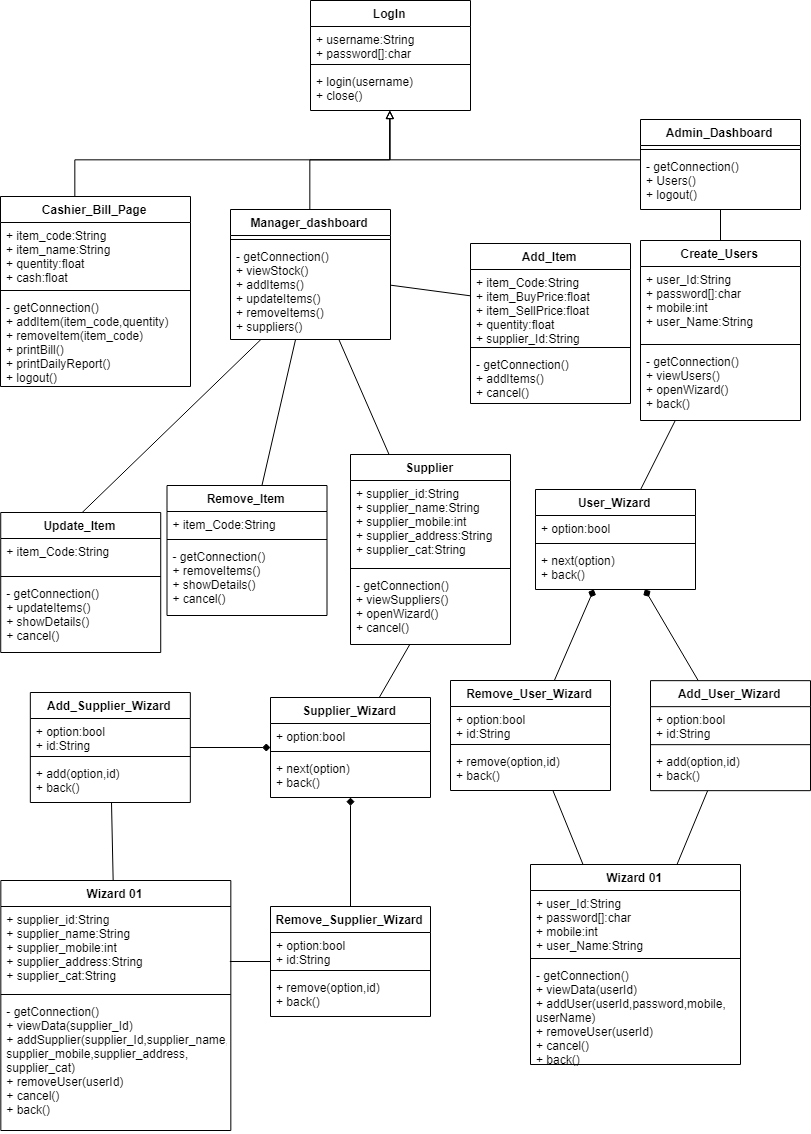 LogIn
+ username:String
+ password[]:char
+ login(username)
+ close()
Admin_Dashboard
- getConnection()
+ Users()
+ logout()
Cashier_Bill_Page
+ item_code:String
+ item_name:String
+ quentity:float
+ cash:float
- getConnection()
+ addItem(item_code,quentity)
+ removeItem(item_code)
+ printBill()
+ printDailyReport()
+ logout()
Manager_dashboard
- getConnection()
+ viewStock()
+ addItems()
+ updateItems()
+ removeItems()
+ suppliers()
Add_Item
+ item_Code:String
+ item_BuyPrice:float
+ item_SellPrice:float
+ quentity:float
+ supplier_Id:String
- getConnection()
+ addItems()
+ cancel()
Create_Users
+ user_Id:String
+ password[]:char
+ mobile:int
+ user_Name:String
- getConnection()
+ viewUsers()
+ openWizard()
+ back()
Update_Item
+ item_Code:String
- getConnection()
+ updateItems()
+ showDetails()
+ cancel()
Remove_Item
+ item_Code:String
- getConnection()
+ removeItems()
+ showDetails()
+ cancel()
Supplier
+ supplier_id:String
+ supplier_name:String
+ supplier_mobile:int
+ supplier_address:String
+ supplier_cat:String
- getConnection()
+ viewSuppliers()
+ openWizard()
+ cancel()
User_Wizard
+ option:bool
+ next(option)
+ back()
Add_Supplier_Wizard
+ option:bool
+ id:String
+ add(option,id)
+ back()
Supplier_Wizard
+ option:bool
+ next(option)
+ back()
Remove_User_Wizard
+ option:bool
+ id:String
+ remove(option,id)
+ back()
Add_User_Wizard
+ option:bool
+ id:String
+ add(option,id)
+ back()
Wizard 01
+ supplier_id:String
+ supplier_name:String
+ supplier_mobile:int
+ supplier_address:String
+ supplier_cat:String
- getConnection()
+ viewData(supplier_Id)
+ addSupplier(supplier_Id,supplier_name
supplier_mobile,supplier_address,
supplier_cat)
+ removeUser(userId)
+ cancel()
+ back()
Remove_Supplier_Wizard
+ option:bool
+ id:String
+ remove(option,id)
+ back()
Wizard 01
+ user_Id:String
+ password[]:char
+ mobile:int
+ user_Name:String
- getConnection()
+ viewData(userId)
+ addUser(userId,password,mobile,
userName)
+ removeUser(userId)
+ cancel()
+ back()